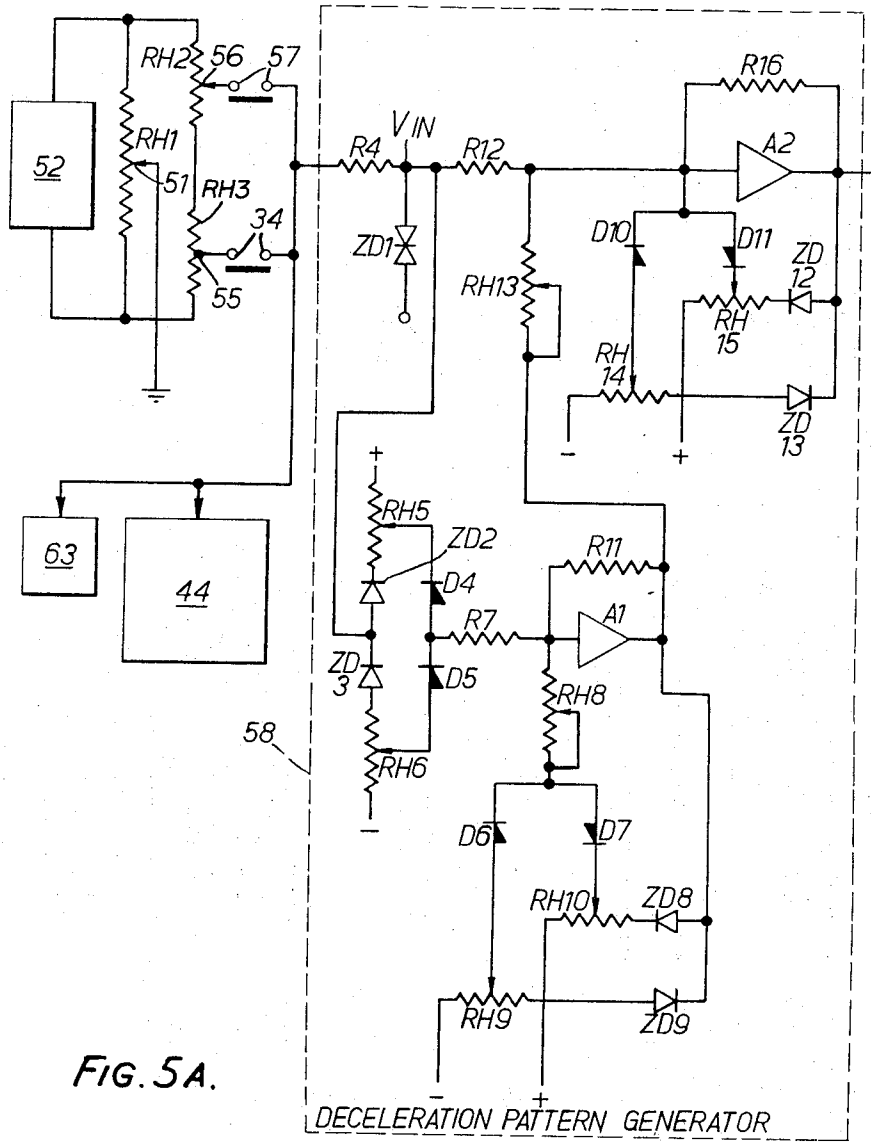 RH2
56
57
R16
52
RH1
51
VIN
R4
R12
A2
RH3
34
55
ZD1
RH13
D10
D11
ZD
12
RH
15
RH
14
ZD
13
-
+
+
RH5
ZD2
D4
R7
R11
A1
63
44
ZD
3
D5
RH8
58
RH6
-
D6
D7
RH10
ZD8
RH9
ZD9
-
+
FIG. 5A.
DECELERATION PATTERN GENERATOR